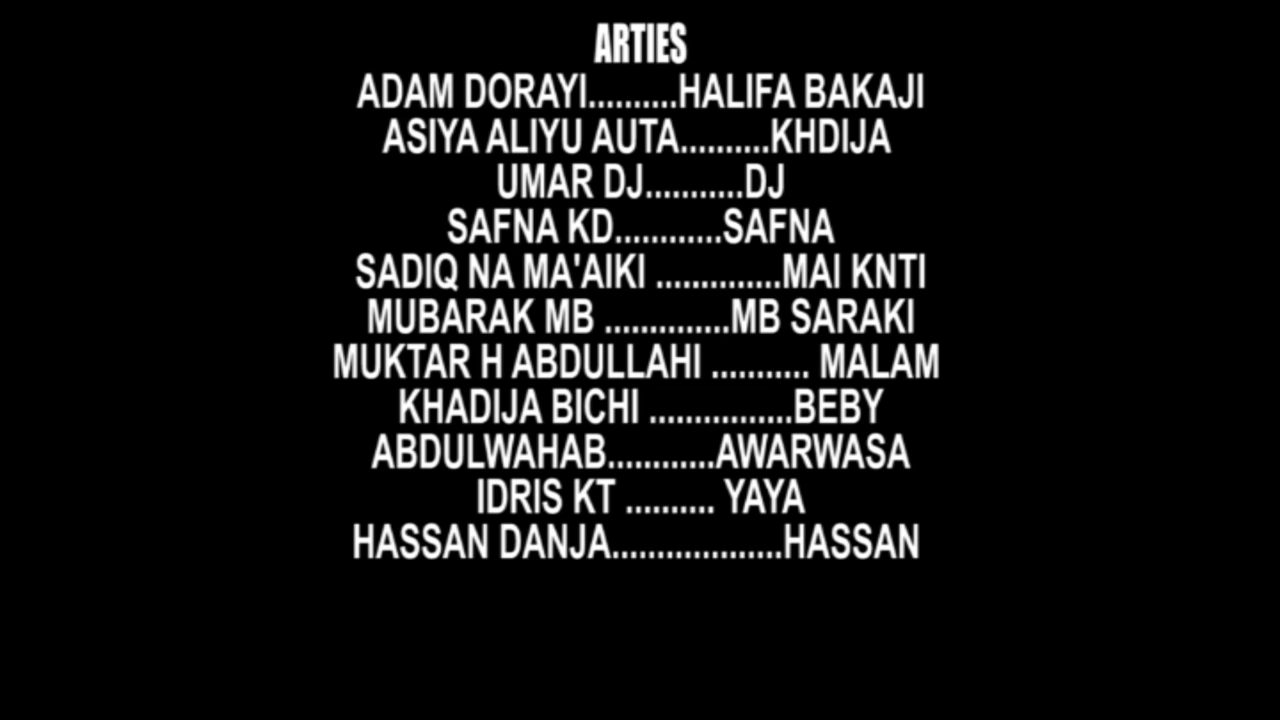 ARTIES
ADAM DORAYI..........HALIFA BAKAJI
ASIYA ALIYU AUTA..........KHDIJA
UMAR DJ...........DJ
SAFNA KD............SAFNA
SADIQ NA MA'AIKI ..............MAI KNTI
MUBARAK MB ..............MB SARAKI
MUKTAR H ABDULLAHI ........... MALAM
KHADIJA BICHI ................BEBY
ABDULWAHAB............AWARWASA
IDRIS KT .......... YAYA
HASSAN DANJA...................HASSAN